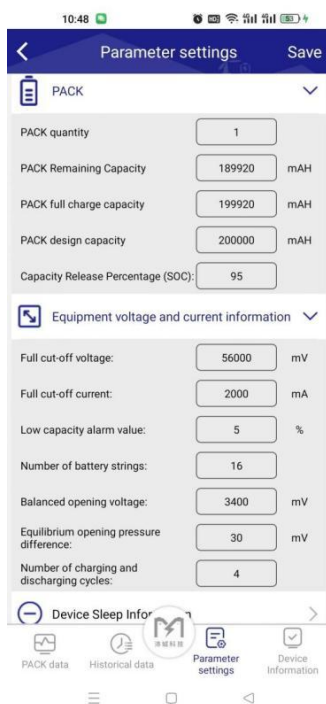 10:48
Parameter settings
Save
PACK
PACK quantity
1
PACK Remaining Capacity
189920
mAH
PACK full charge capacity
199920
mAH
PACK design capacity
200000
mAH
Capacity Release Percentage (SOC):
95
Equipment voltage and current information
Full cut-off voltage:
56000
mV
Full cut-off current:
2000
mA
Low capacity alarm value:
5
%
Number of battery strings:
16
Balanced opening voltage:
3400
mV
Equilibrium opening pressure
difference:
30
mV
Number of charging and
discharging cycles:
4
Device Sleep
PACK data
Historical data
Parameter
settings
Device
Information